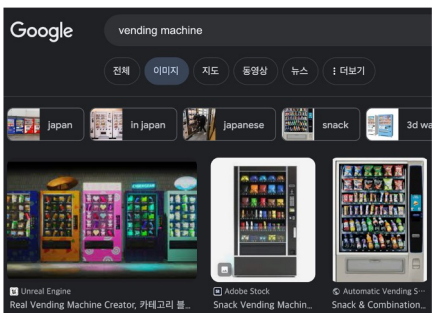 Google
vending machine
전체 이미지 지도 동영상 뉴스 더보기
japan in japan japanese snack 3d wa
Unreal Engine
Real Vending Machine Creator, 카테고리 블...
Adobe Stock
Snack Vending Machin...
Automatic Vending S...
Snack & Combination...